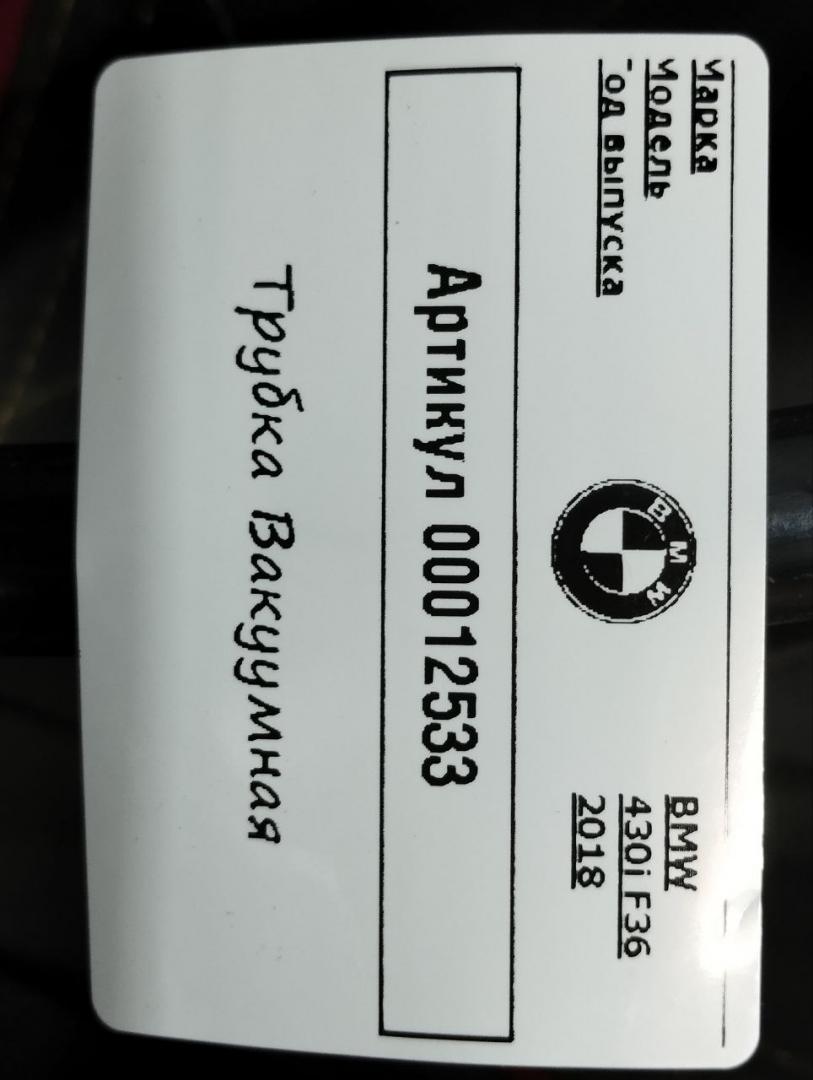 Марка BMW
Модель 430i F36
Год выпуска 2018
BMW
Артикул 00012533
Трубка Вакуумная